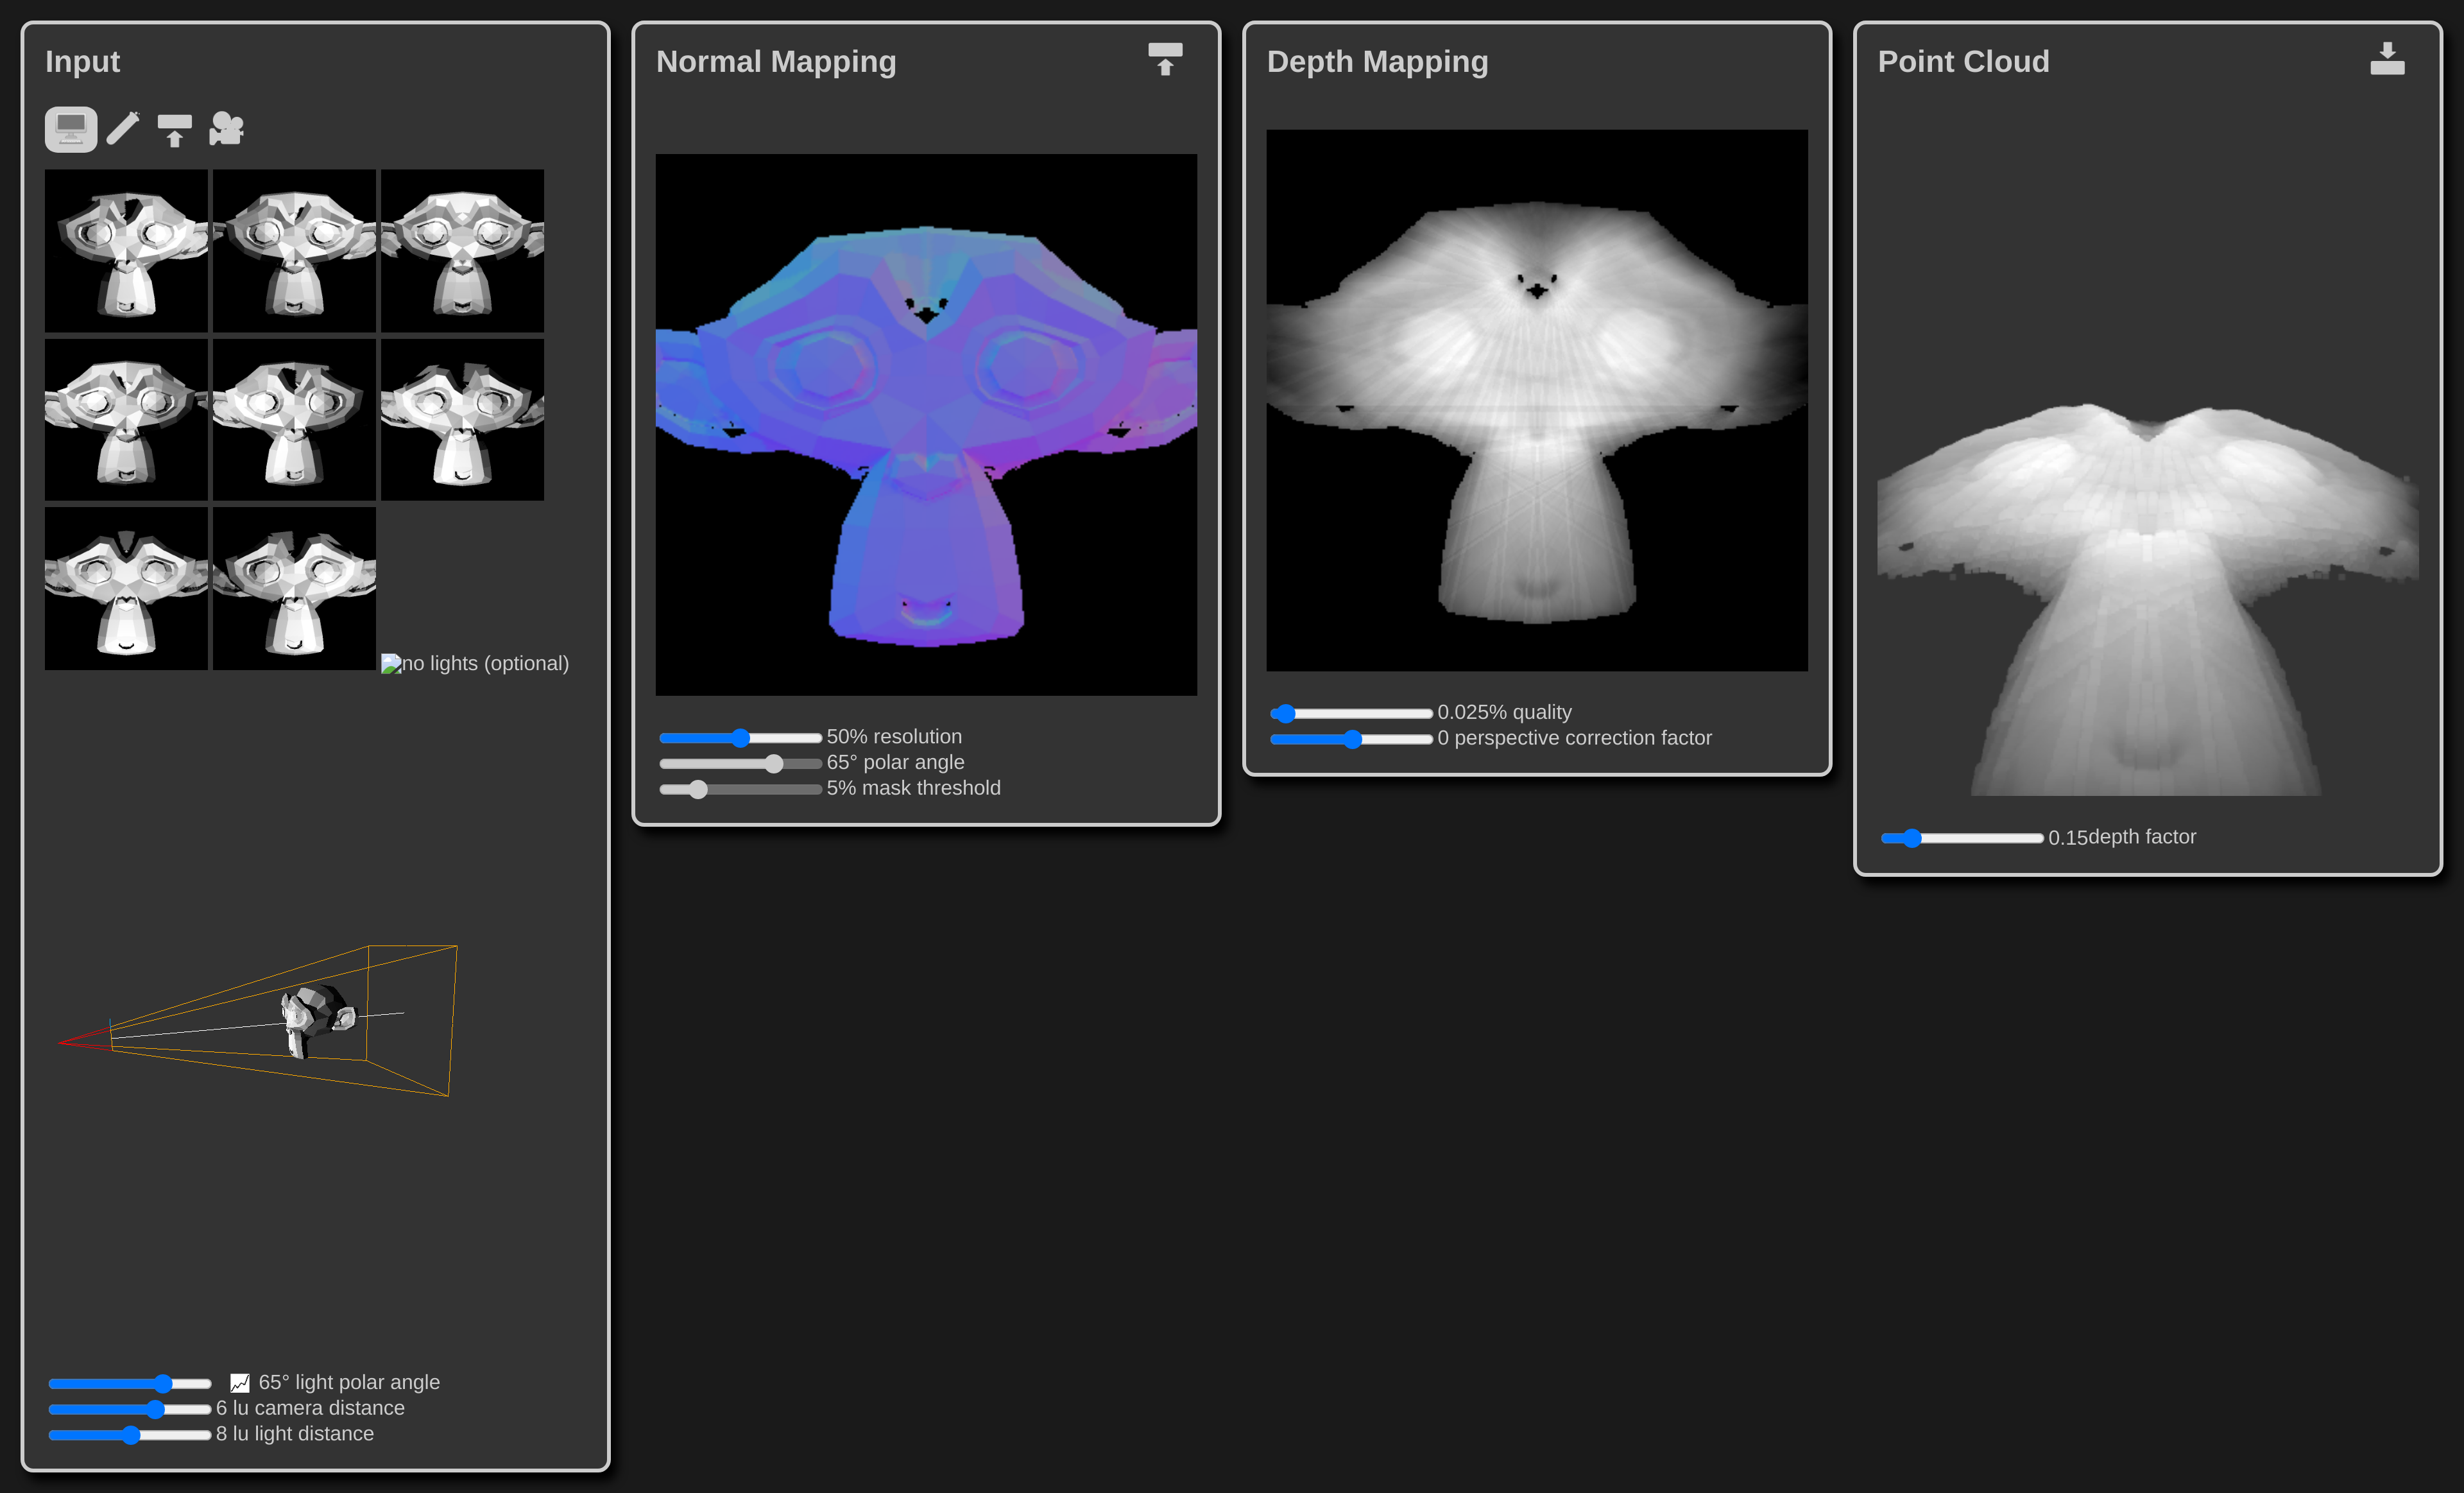 Input
no lights (optional)
65° light polar angle
6 lu camera distance
8 lu light distance
Normal Mapping
50% resolution
65° polar angle
5% mask threshold
Depth Mapping
0.025% quality
0 perspective correction factor
Point Cloud
0.15depth factor